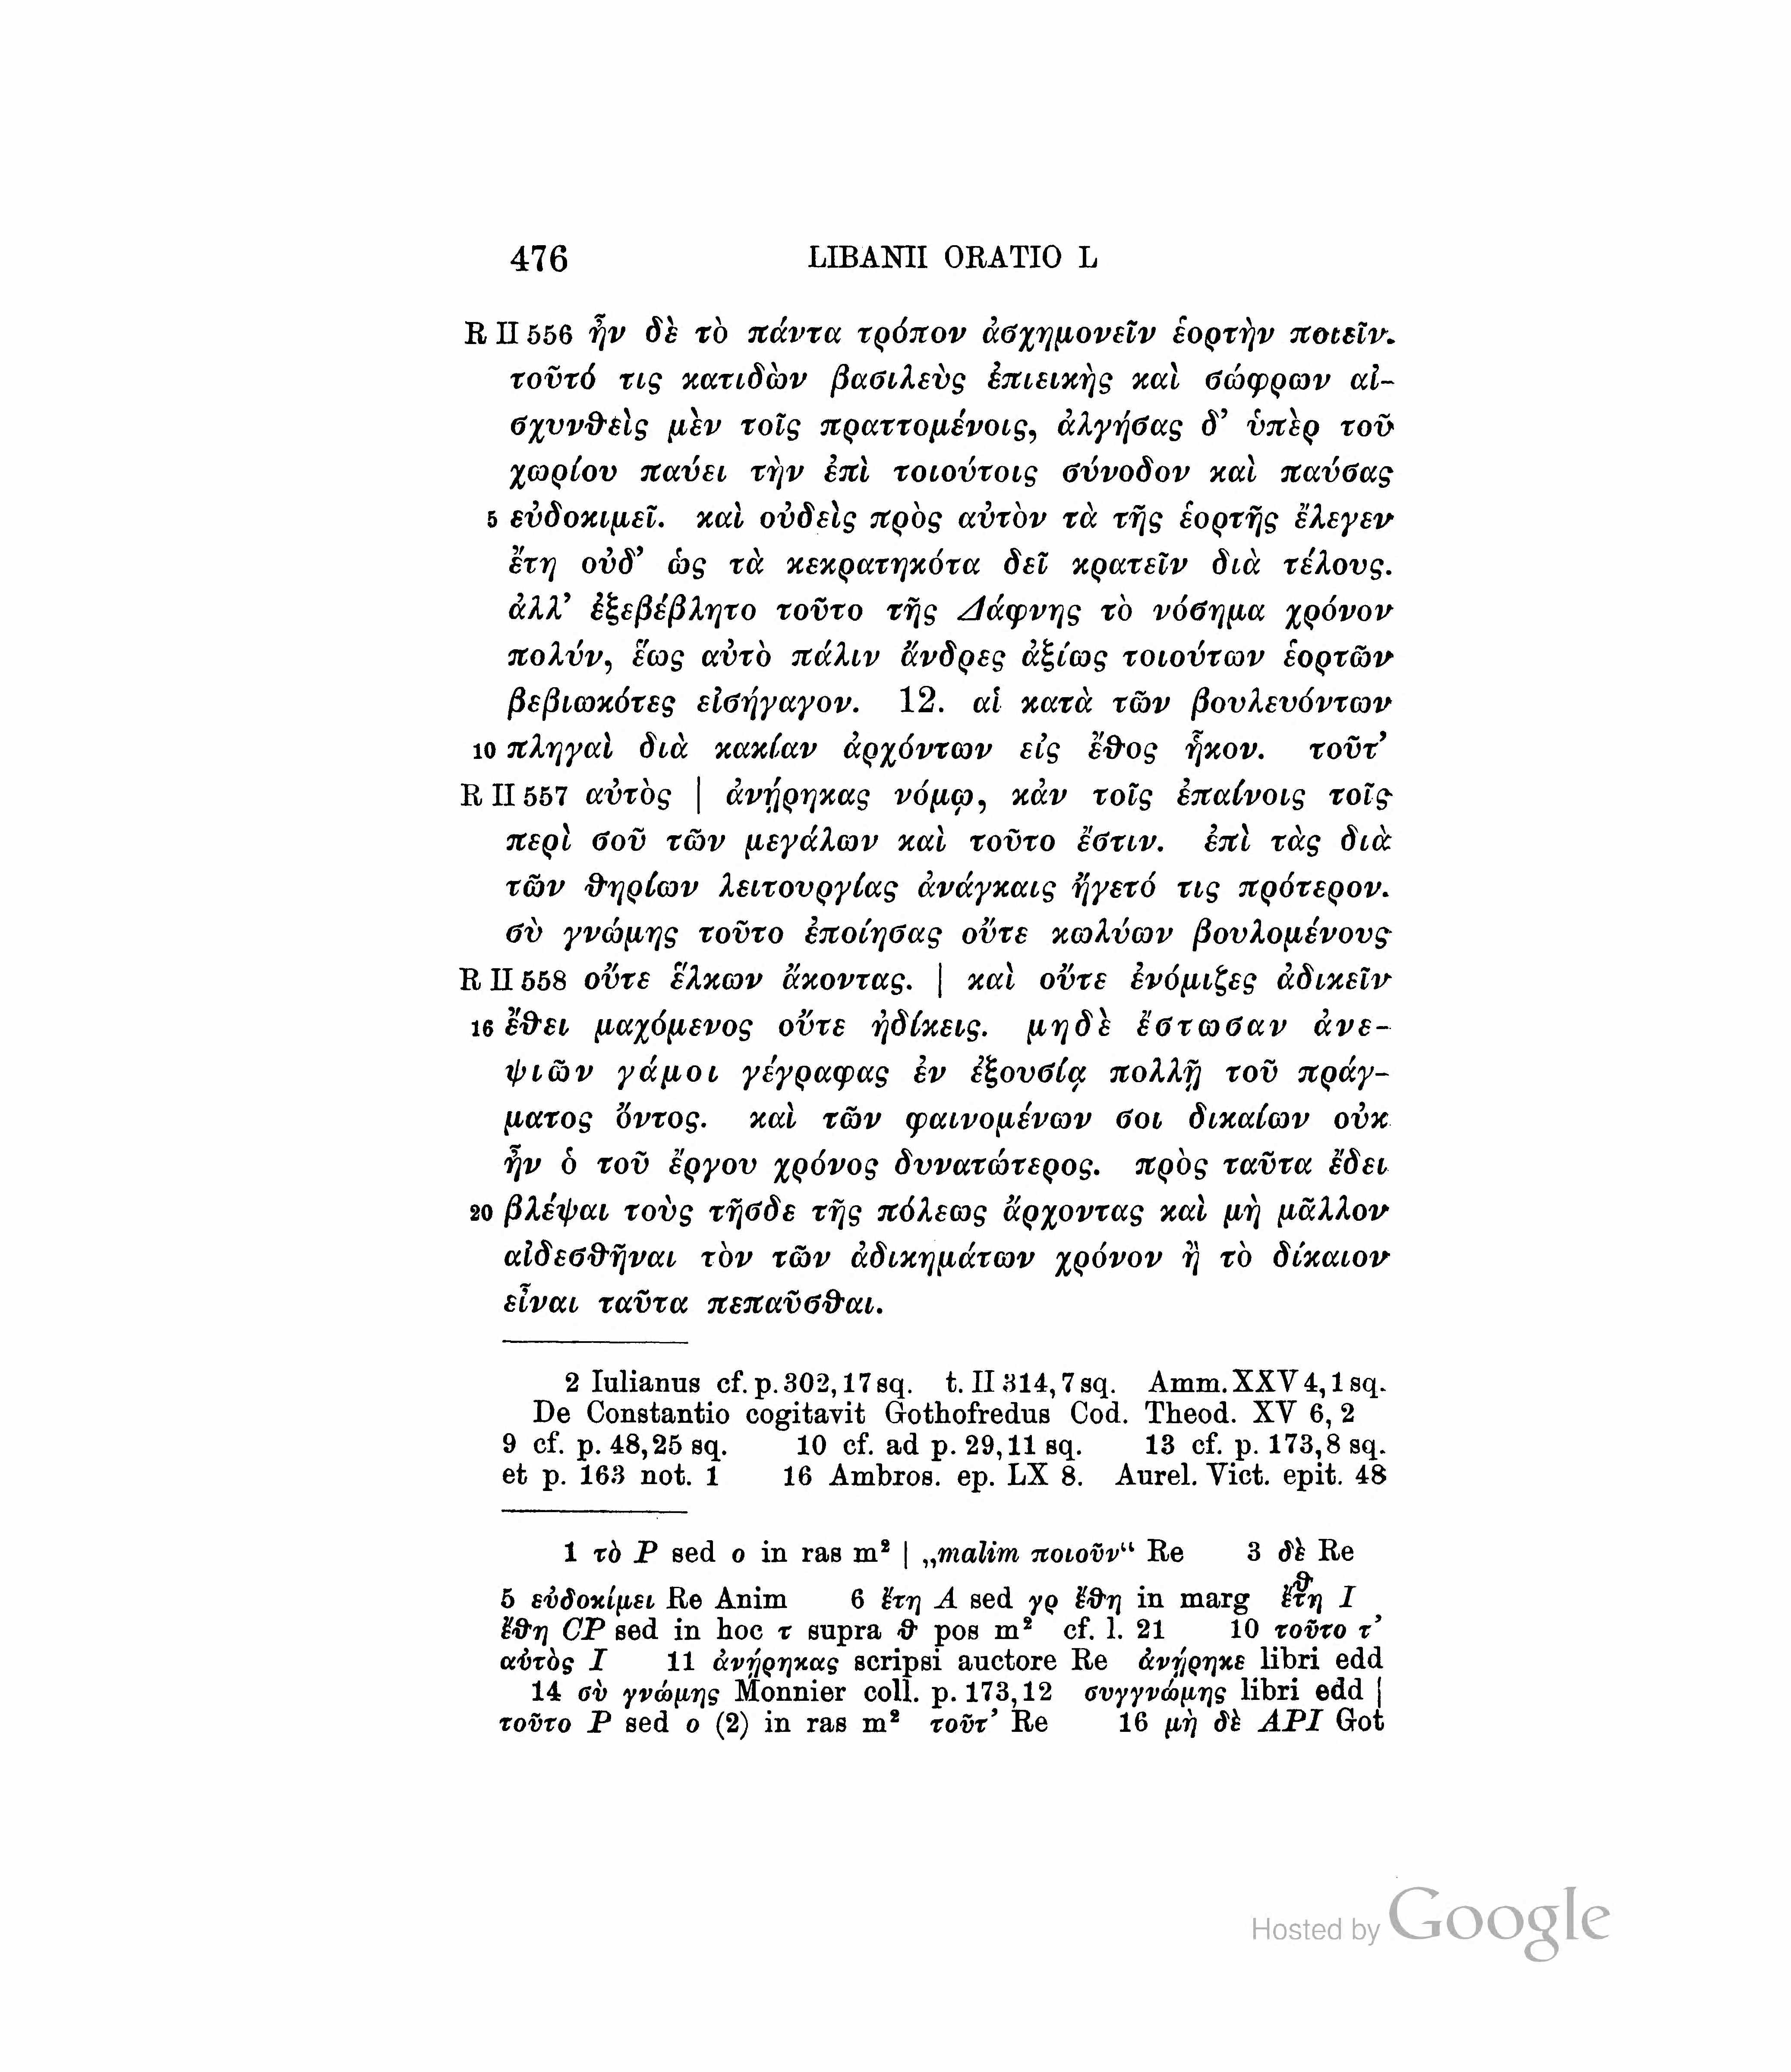 476 LIBANII ORATIO L
R II 556 ἦν δὲ τὸ πάντα τρόπον ἀσχημονεῖν ἑορτὴν ποιεῖν.
τοῦτό τις κατιδὼν βασιλεὺς ἐπιεικὴς καὶ σώφρων αἰ-
σχυνθεὶς μὲν τοῖς πραττομένοις, ἀλγήσας δ’ ὑπὲρ τοῦ
χωρίου παύει τὴν ἐπὶ τοιούτοις σύνοδον καὶ παύσας
5 εὐδοκιμεῖ. καὶ οὐδεὶς πρὸς αὐτὸν τὰ τῆς ἑορτῆς ἔλεγεν
ἔτη οὐδ’ ὡς τὰ κεκρατηκότα δεῖ κρατεῖν διὰ τέλους.
ἀλλ’ ἐξεβέβλητο τοῦτο τῆς Δάφνης τὸ νόσημα χρόνον
πολύν, ἕως αὐτὸ πάλιν ἄνδρες ἀξίως τοιούτων ἑορτῶν
βεβιωκότες εἰσήγαγον. 12. αἱ κατὰ τῶν βουλευόντων
10 πληγαὶ διὰ κακίαν ἀρχόντων εἰς ἔθος ἧκον. τοῦτ’
R II 557 αὐτὸς | ἀνῄρηκας νόμῳ, κἀν τοῖς ἐπαίνοις τοῖς
περὶ σοῦ τῶν μεγάλων καὶ τοῦτο ἔστιν. ἐπὶ τὰς διὰ
τῶν θηρίων λειτουργίας ἀνάγκαις ἤγετό τις πρότερον.
σὺ γνώμης τοῦτο ἐποίησας οὔτε κωλύων βουλομένους
R II 558 οὔτε ἕλκων ἄκοντας. | καὶ οὔτε ἐνόμιζες ἀδικεῖν
16 ἔθει μαχόμενος οὔτε ἠδίκεις. μηδὲ ἔστωσαν ἀνε-
ψιῶν γάμοι γέγραφας ἐν ἐξουσίᾳ πολλῇ τοῦ πράγ-
ματος ὄντος. καὶ τῶν φαινομένων σοι δικαίων οὐκ
ἦν ὁ τοῦ ἔργου χρόνος δυνατώτερος. πρὸς ταῦτα ἔδει
20 βλέψαι τοὺς τῆσδε τῆς πόλεως ἄρχοντας καὶ μὴ μᾶλλον
αἰδεσθῆναι τὸν τῶν ἀδικημάτων χρόνον ἢ τὸ δίκαιον
εἶναι ταῦτα πεπαῦσθαι.
2 Iulianus cf. p. 302, 17 sq. t. II 314, 7 sq. Amm. XXV 4, 1 sq.
De Constantio cogitavit Gothofredus Cod. Theod. XV 6, 2
9 cf. p. 48, 25 sq. 10 cf. ad p. 29, 11 sq. 13 cf. p. 173, 8 sq.
et p. 163 not. 1 16 Ambros. ep. LX 8. Aurel. Vict. epit. 48
1 τὸ P sed ο in ras m² | „malim ποιοῦν“ Re 3 δὲ Re
5 εὐδοκίμει Re Anim 6 ἔτη A sed γρ ἔθη in marg ἔτ͑θη I
ἔθη CP sed in hoc τ supra θ pos m² cf. l. 21 10 τοῦτο τ’
αὐτὸς I 11 ἀνῄρηκας scripsi auctore Re ἀνῄρηκε libri edd
14 σὺ γνώμης Monnier coll. p. 173, 12 συγγνώμης libri edd |
τοῦτο P sed ο (2) in ras m² τοῦτ’ Re 16 μὴ δὲ API Got
Hosted by Google